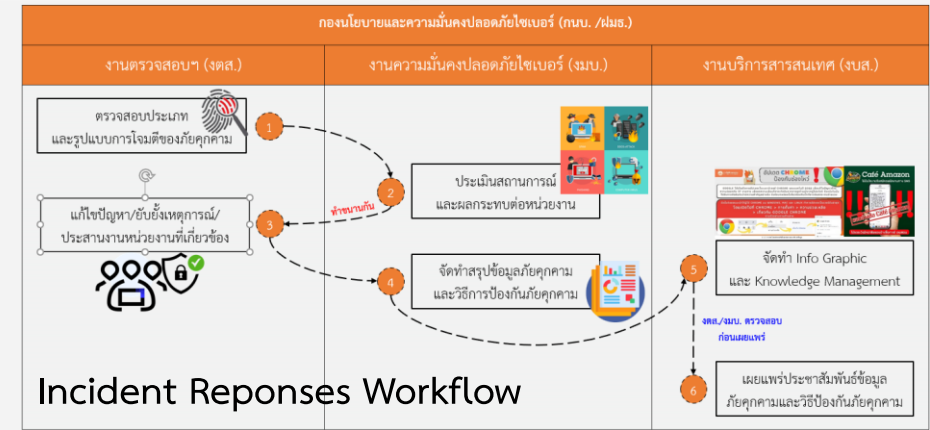 กองนโยบายและความมั่นคงปลอดภัยไซเบอร์ (กนบ. /ฝมธ.)
งานตรวจสอบฯ (งตส.)
งานความมั่นคงปลอดภัยไซเบอร์ (งมบ.)
งานบริการสารสนเทศ (งบส.)
ตรวจสอบประเภท
และรูปแบบการโจมตีของภัยคุกคาม
1
2
ประเมินสถานการณ์
และผลกระทบต่อหน่วยงาน
ทำขนานกัน
แก้ไขปัญหา/ยับยั้งเหตุการณ์/
ประสานงานหน่วยงานที่เกี่ยวข้อง
3
4
จัดทำสรุปข้อมูลภัยคุกคาม
และวิธีการป้องกันภัยคุกคาม
CHROME
Café Amazon
5
จัดทำ Info Graphic
และ Knowledge Management
งตส./งมบ. ตรวจสอบ
ก่อนเผยแพร่
6
เผยแพร่ประชาสัมพันธ์ข้อมูล
ภัยคุกคามและวิธีป้องกันภัยคุกคาม
Incident Reponses Workflow